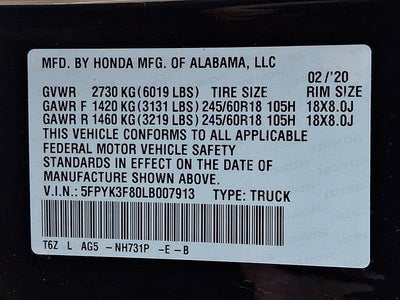 MFD. BY HONDA MFG. OF ALABAMA, LLC
02/'20
GVWR 2730 KG (6019 LBS) TIRE SIZE RIM SIZE
GAWR F 1420 KG (3131 LBS) 245/60R18 105H 18X8.0J
GAWR R 1460 KG (3219 LBS) 245/60R18 105H 18X8.0J
THIS VEHICLE CONFORMS TO ALL APPLICABLE
FEDERAL MOTOR VEHICLE SAFETY
STANDARDS IN EFFECT ON THE DATE OF
MANUFACTURE SHOWN ABOVE.
V.I.N.: 5FPYK3F80LB007913 TYPE: TRUCK
T6Z L AG5 - NH731P -E-B